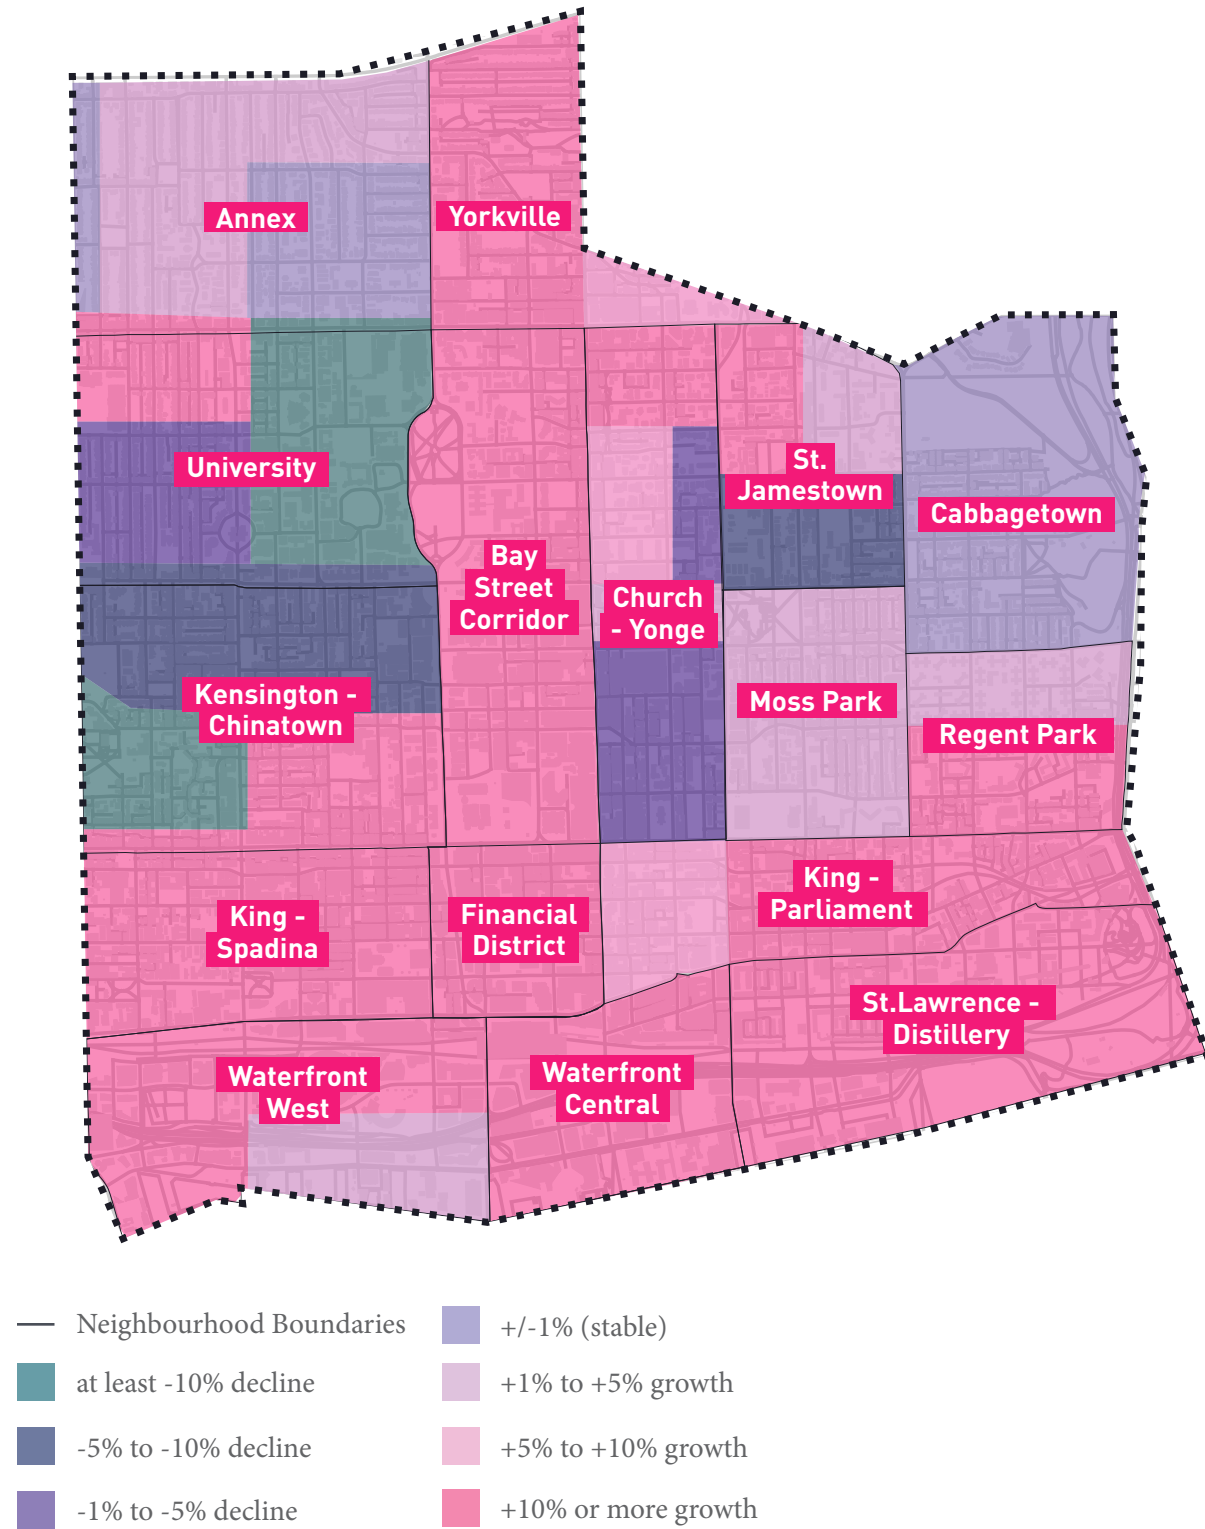 Annex
Yorkville
University
St.
Jamestown
Cabbagetown
Bay
Street
Corridor
Church
- Yonge
Kensington -
Chinatown
Moss Park
Regent Park
King -
Spadina
Financial
District
King -
Parliament
St.Lawrence -
Distillery
Waterfront
West
Waterfront
Central
Neighbourhood Boundaries
at least -10% decline
-5% to -10% decline
-1% to -5% decline
+/-1% (stable)
+1% to +5% growth
+5% to +10% growth
+10% or more growth